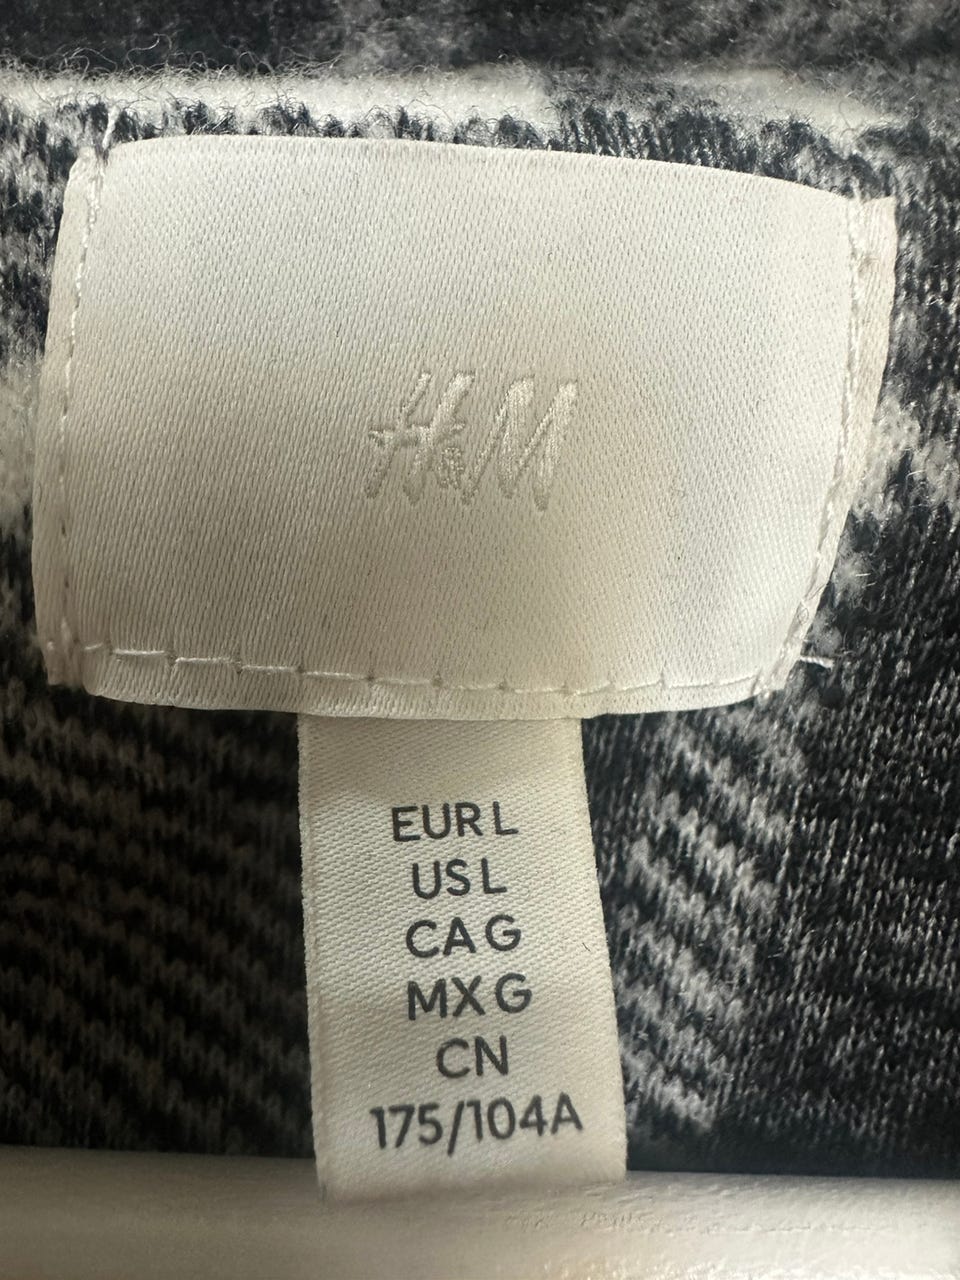 H&M
EUR L
US L
CA G
MX G
CN
175/104A